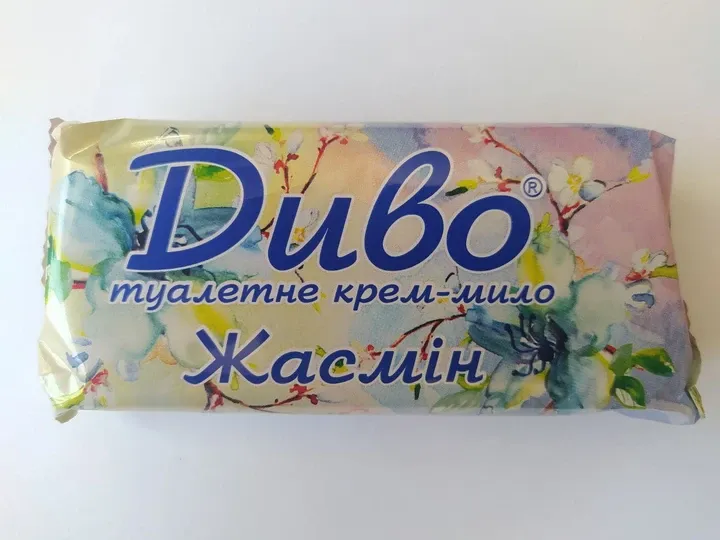 Диво®
туалетне крем-мило
Жасмін